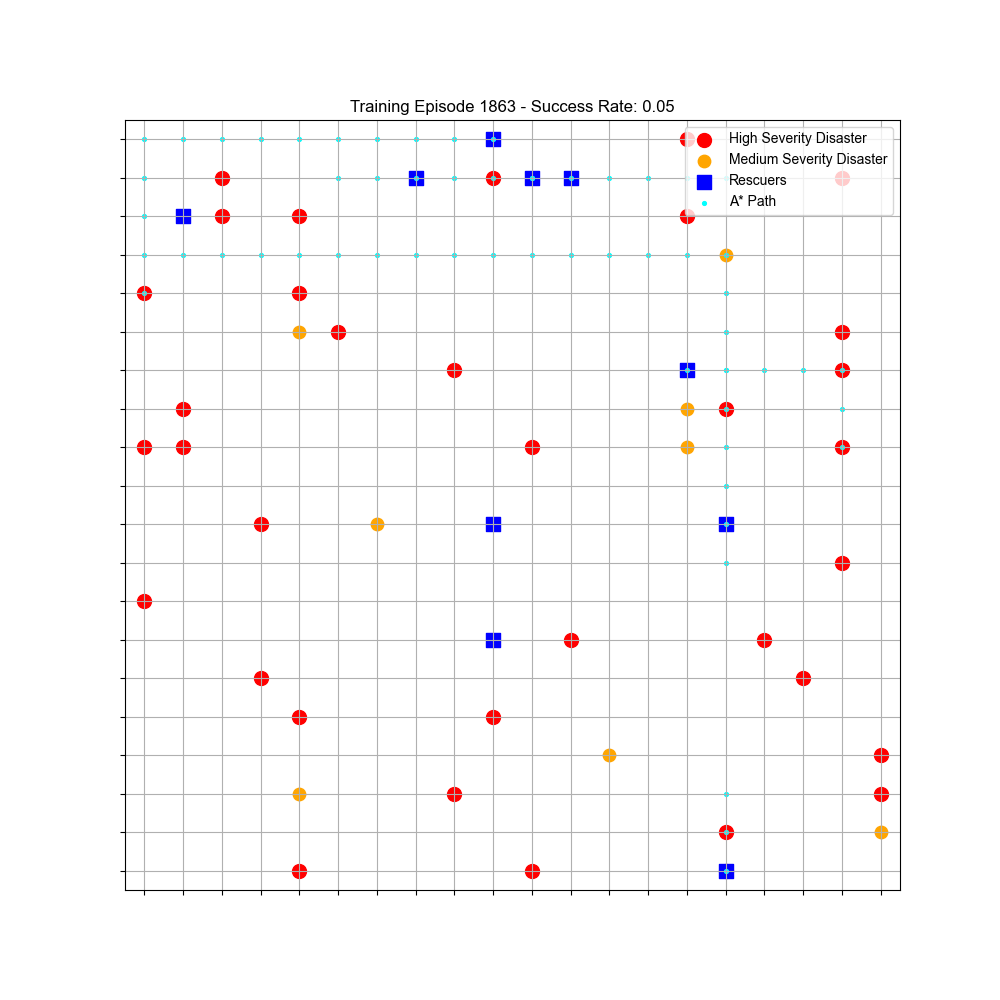 Training Episode 1863 - Success Rate: 0.05
High Severity Disaster
Medium Severity Disaster
Rescuers
A* Path